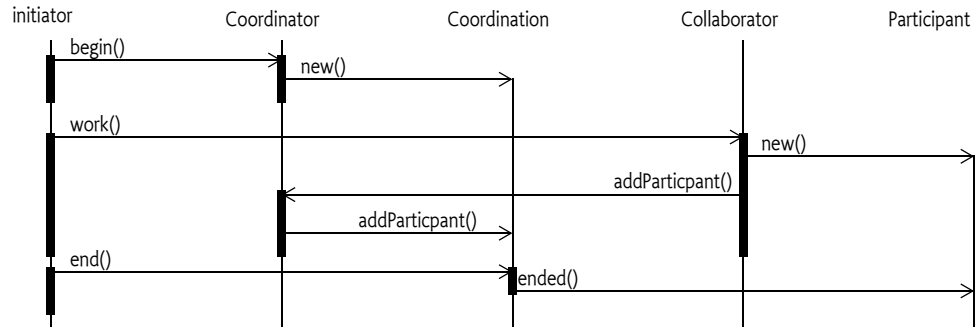 initiator
Coordinator
Coordination
Collaborator
Participant
begin()
new()
work()
new()
addParticpant()
addParticpant()
end()
ended()